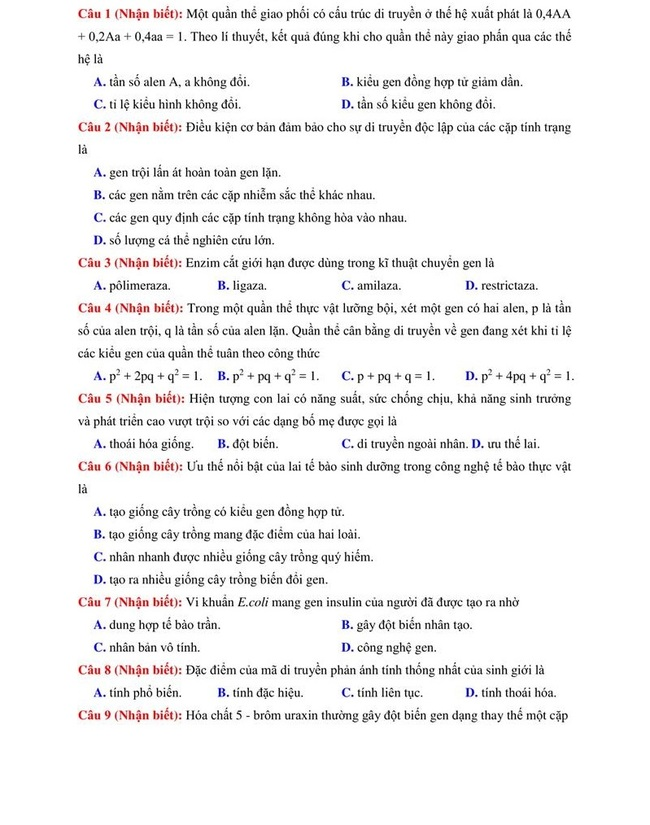 Câu 1 (Nhận biết): Một quần thể giao phối có cấu trúc di truyền ở thế hệ xuất phát là 0,4AA
+ 0,2Aa + 0,4aa = 1. Theo lí thuyết, kết quả đúng khi cho quần thể này giao phấn qua các thế
hệ là
A. tần số alen A, a không đổi. B. kiểu gen đồng hợp tử giảm dần.
C. tỉ lệ kiểu hình không đổi. D. tần số kiểu gen không đổi.
Câu 2 (Nhận biết): Điều kiện cơ bản đảm bảo cho sự di truyền độc lập của các cặp tính trạng
là
A. gen trội lấn át hoàn toàn gen lặn.
B. các gen nằm trên các cặp nhiễm sắc thể khác nhau.
C. các gen quy định các cặp tính trạng không hòa vào nhau.
D. số lượng cá thể nghiên cứu lớn.
Câu 3 (Nhận biết): Enzim cắt giới hạn được dùng trong kĩ thuật chuyển gen là
A. pôlimeraza. B. ligaza. C. amilaza. D. restrictaza.
Câu 4 (Nhận biết): Trong một quần thể thực vật lưỡng bội, xét một gen có hai alen, p là tần
số của alen trội, q là tần số của alen lặn. Quần thể cân bằng di truyền về gen đang xét khi tỉ lệ
các kiểu gen của quần thể tuân theo công thức
A. p² + 2pq + q² = 1. B. p² + pq + q² = 1. C. p + pq + q = 1. D. p² + 4pq + q² = 1.
Câu 5 (Nhận biết): Hiện tượng con lai có năng suất, sức chống chịu, khả năng sinh trưởng
và phát triển cao vượt trội so với các dạng bố mẹ được gọi là
A. thoái hóa giống. B. đột biến. C. di truyền ngoài nhân. D. ưu thế lai.
Câu 6 (Nhận biết): Ưu thế nổi bật của lai tế bào sinh dưỡng trong công nghệ tế bào thực vật
là
A. tạo giống cây trồng có kiểu gen đồng hợp tử.
B. tạo giống cây trồng mang đặc điểm của hai loài.
C. nhân nhanh được nhiều giống cây trồng quý hiếm.
D. tạo ra nhiều giống cây trồng biến đổi gen.
Câu 7 (Nhận biết): Vi khuẩn E.coli mang gen insulin của người đã được tạo ra nhờ
A. dung hợp tế bào trần. B. gây đột biến nhân tạo.
C. nhân bản vô tính. D. công nghệ gen.
Câu 8 (Nhận biết): Đặc điểm của mã di truyền phản ánh tính thống nhất của sinh giới là
A. tính phổ biến. B. tính đặc hiệu. C. tính liên tục. D. tính thoái hóa.
Câu 9 (Nhận biết): Hóa chất 5 - brôm uraxin thường gây đột biến gen dạng thay thế một cặp